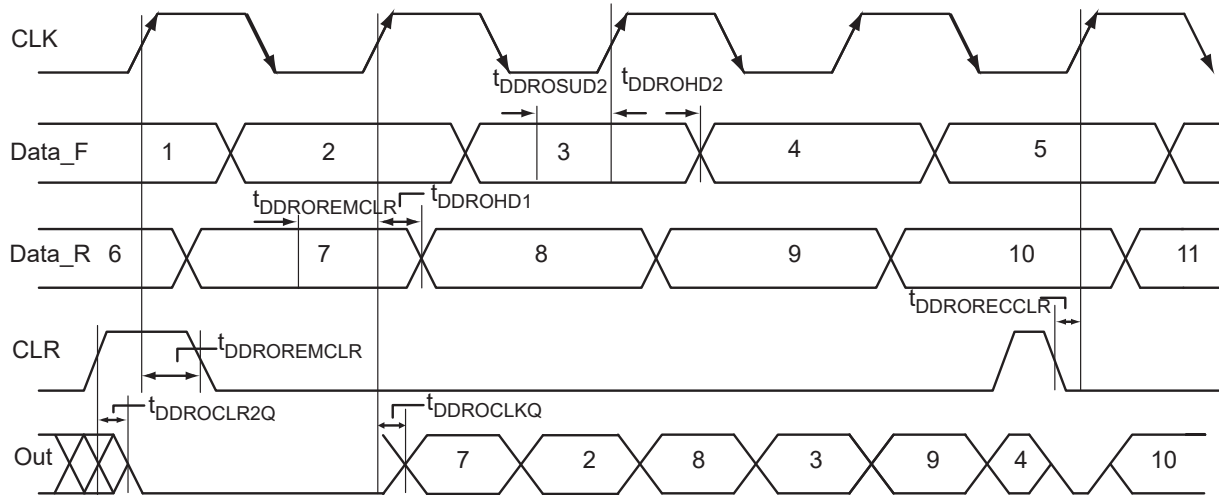 CLK
tDDROSUD2 tDDROHD2
Data_F 1 2 3 4 5
tDDROREMCLR tDDROHD1
Data_R 6 7 8 9 10 11
tDDRORECCLR
CLR tDDROREMCLR
tDDROCLR2Q tDDROCLKQ
Out 7 2 8 3 9 4 10